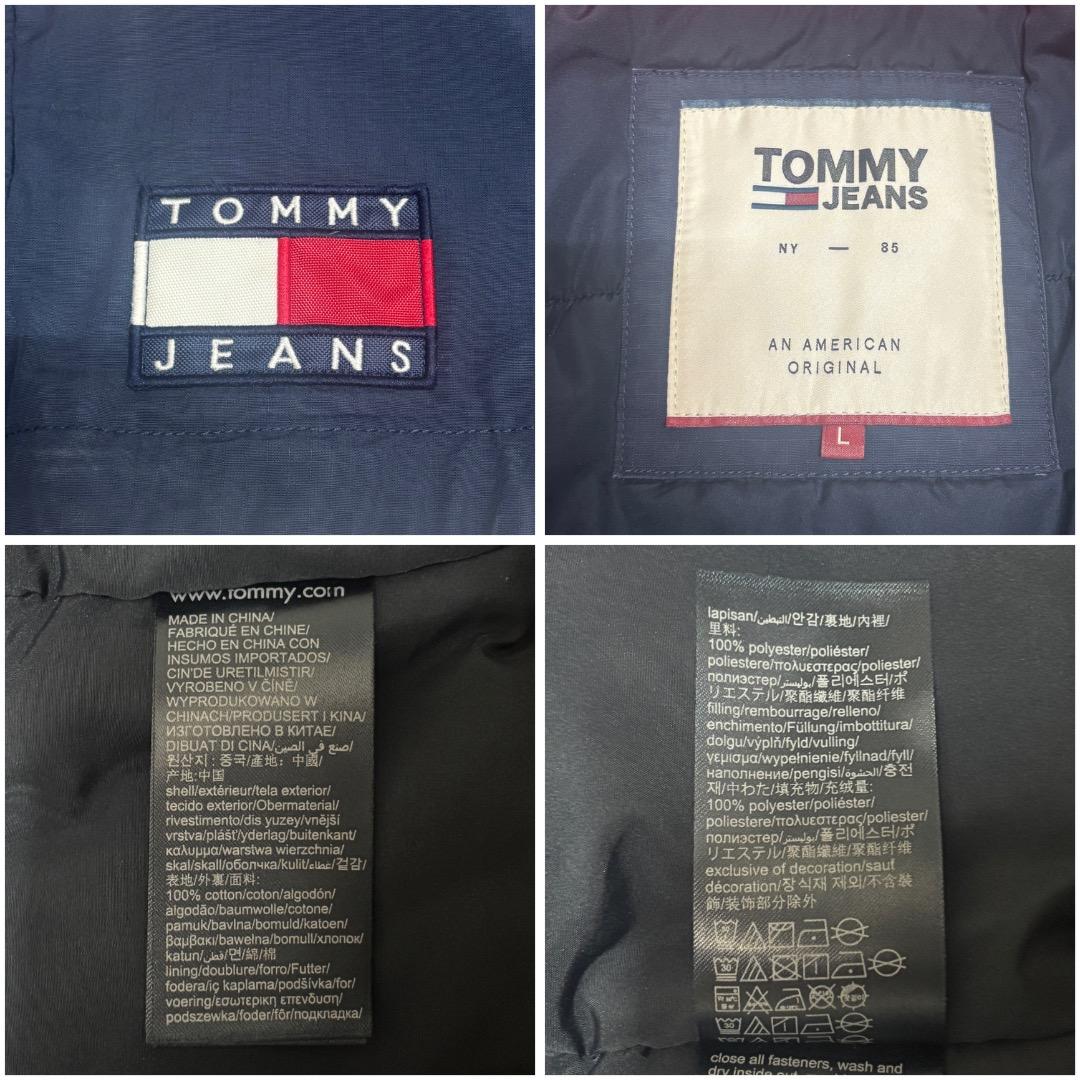 TOMMY
JEANS
TOMMY
JEANS
NY — 85
AN AMERICAN
ORIGINAL
L
www.tommy.com
MADE IN CHINA/
FABRIQUÉ EN CHINE/
HECHO EN CHINA CON
INSUMOS IMPORTADOS/
CIN'DE URETILMISTIR/
VYROBENO V ČÍNĚ/
WYPRODUKOWANO W
CHINACH/PRODUSERT I KINA/
ИЗГОТОВЛЕНО В КИТАЕ/
DIBUAT DI CINA/صنع في الصين/
원산지 : 중국/產地：中國/
产地:中国
shell/extérieur/tela exterior/
tecido exterior/Obermaterial/
rivestimento/dis yuzey/vnější
vrstva/plášť/yderlag/buitenkant/
καλυμμα/warstwa wierzchnia/
skal/skall/оболчка/kulit/غطاء/겉감/
表地/外裏/面料:
100% cotton/coton/algodón/
algodão/baumwolle/cotone/
pamuk/bavlna/bomuld/katoen/
βαμβακι/bawełna/bomull/хлопок/
katun/قطن/면/綿/棉
lining/doublure/forro/Futter/
fodera/iç kaplama/podšívka/for/
voering/εσωτερικη επενδυση/
podszewka/foder/fôr/подкладка/
lapisan/التبطين/안감/裏地/內裡/
里料:
100% polyester/poliéster/
poliestere/πολυεστερας/poliester/
полиэстер/بوليستر/폴리에스터/ポ
リエステル/聚酯纖維/聚酯纤维
filling/rembourrage/relleno/
enchimento/Füllung/imbottitura/
dolgu/výplň/fyld/vulling/
γεμισμα/wypełnienie/fyllnad/fyll/
наполнение/pengisi/الحشوة/충전
재/中わた/填充物/充绒量:
100% polyester/poliéster/
poliestere/πολυεστερας/poliester/
полиэстер/بوليستر/폴리에스터/ポ
リエステル/聚酯纖維/聚酯纤维
exclusive of decoration/sauf
décoration/장식재 제외/不含裝
飾/装饰部分除外
30
30
close all fasteners, wash and
dry inside out